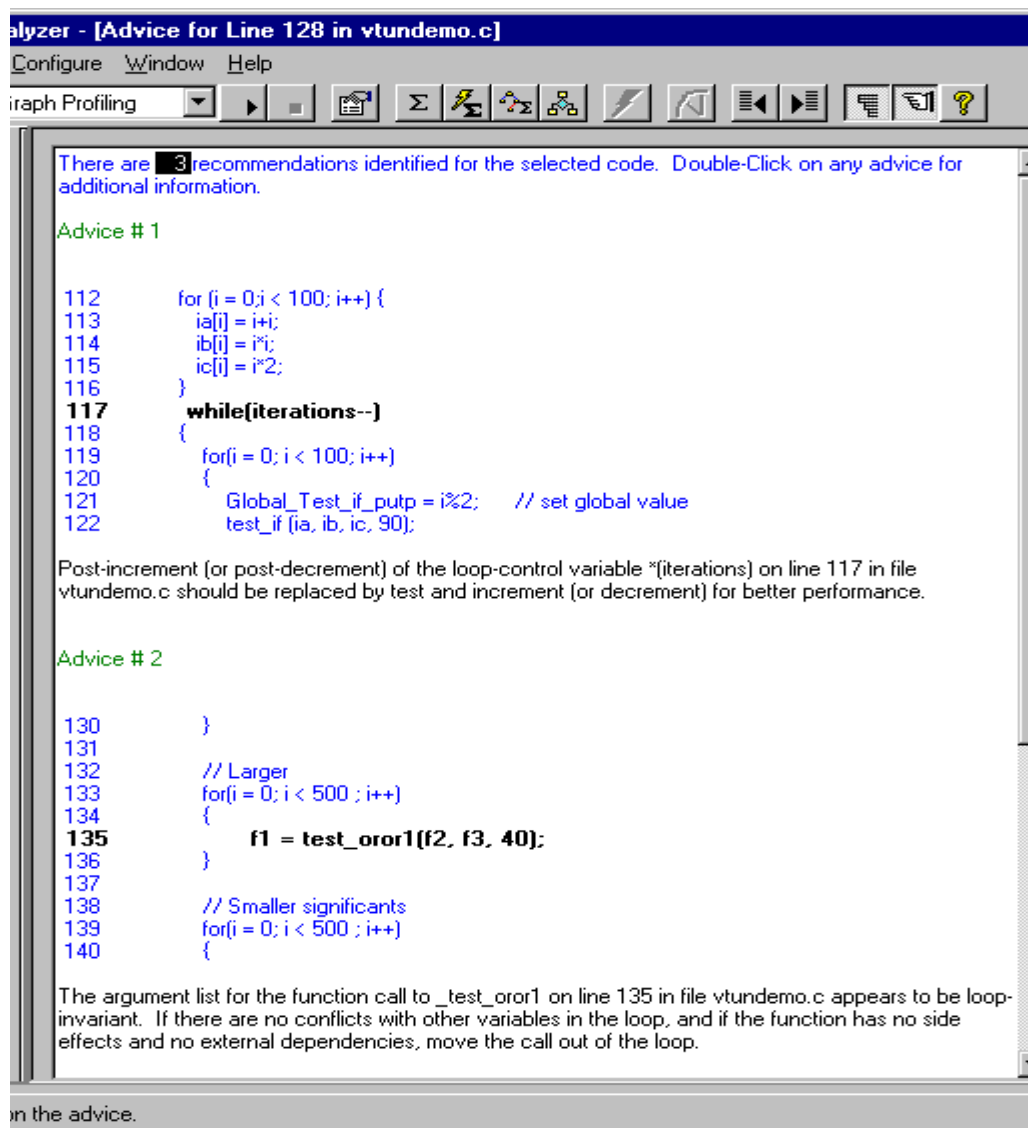 alyzer - [Advice for Line 128 in vtundemo.c]
Configure Window Help
Graph Profiling
There are 3 recommendations identified for the selected code. Double-Click on any advice for
additional information.
Advice # 1
112 for (i = 0;i < 100; i++) {
113 ia[i] = i+i;
114 ib[i] = i*i;
115 ic[i] = i*2;
116 }
117 while(iterations--)
118 {
119 for(i = 0; i < 100; i++)
120 {
121 Global_Test_if_putp = i%2; // set global value
122 test_if (ia, ib, ic, 90);
Post-increment (or post-decrement) of the loop-control variable *(iterations) on line 117 in file
vtundemo.c should be replaced by test and increment (or decrement) for better performance.
Advice # 2
130 }
131
132 // Larger
133 for(i = 0; i < 500 ; i++)
134 {
135 f1 = test_oror1(f2, f3, 40);
136 }
137
138 // Smaller significants
139 for(i = 0; i < 500 ; i++)
140 {
The argument list for the function call to _test_oror1 on line 135 in file vtundemo.c appears to be loop-
invariant. If there are no conflicts with other variables in the loop, and if the function has no side
effects and no external dependencies, move the call out of the loop.
on the advice.